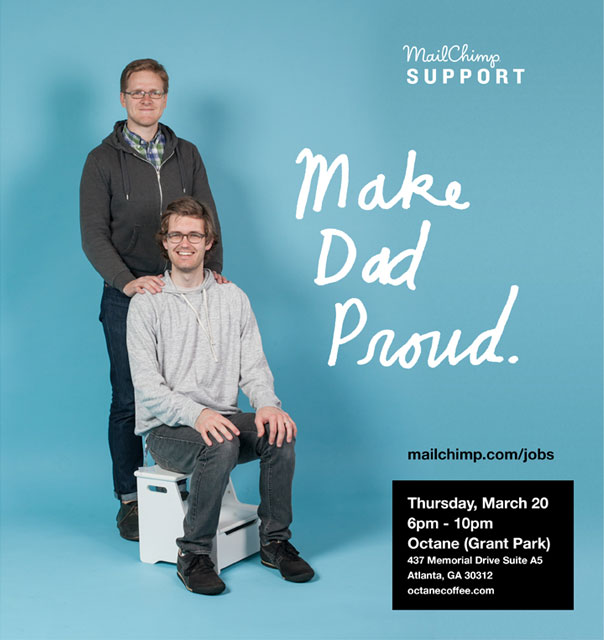 MailChimp
SUPPORT
Make
Dad
Proud.
mailchimp.com/jobs
Thursday, March 20
6pm - 10pm
Octane (Grant Park)
437 Memorial Drive Suite A5
Atlanta, GA 30312
octanecoffee.com